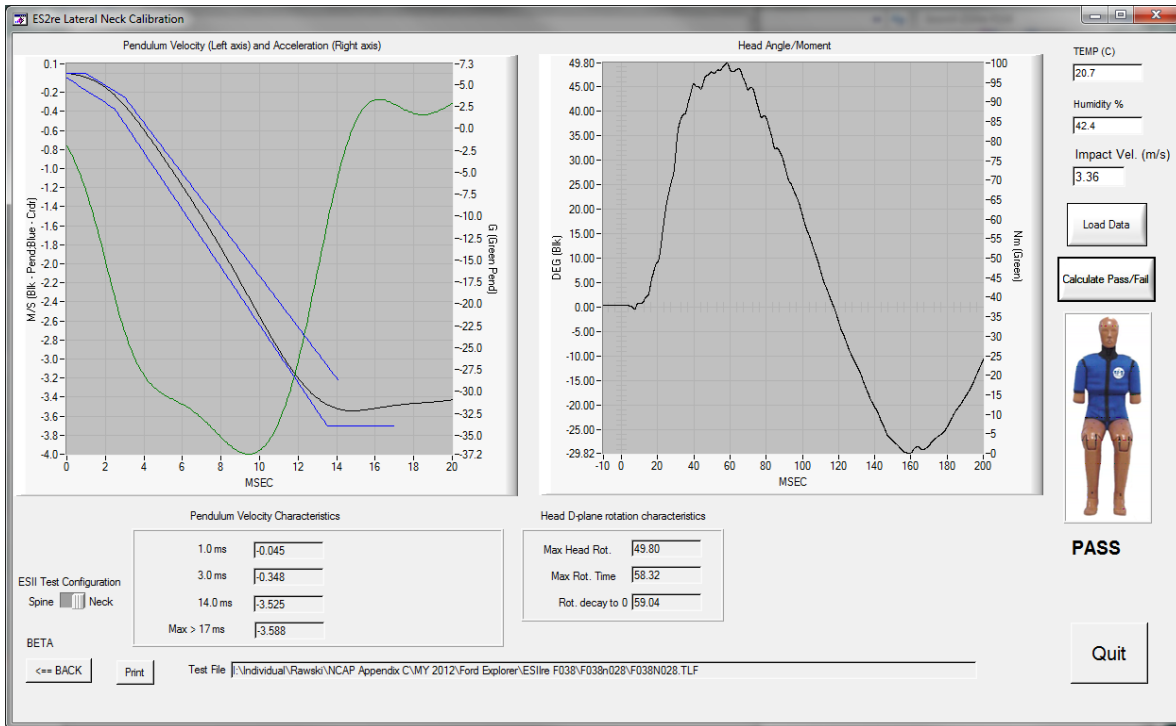 ES2re Lateral Neck Calibration
Pendulum Velocity (Left axis) and Acceleration (Right axis)
0.1
-0.2
-0.4
-0.6
-0.8
-1.0
-1.2
-1.4
-1.6
-1.8
-2.0
-2.2
-2.4
-2.6
-2.8
-3.0
-3.2
-3.4
-3.6
-3.8
-4.0
M/S (Blk - Pend;Blue - Crdr)
7.3
5.0
2.5
0.0
-2.5
-5.0
-7.5
-10.0
-12.5
-15.0
-17.5
-20.0
-22.5
-25.0
-27.5
-30.0
-32.5
-35.0
-37.2
G (Green Pend)
0 2 4 6 8 10 12 14 16 18 20
MSEC
Head Angle/Moment
49.80
45.00
40.00
35.00
30.00
25.00
20.00
15.00
10.00
5.00
0.00
-5.00
-10.00
-15.00
-20.00
-25.00
-29.82
DEG (Blk)
-100
-95
-90
-85
-80
-75
-70
-65
-60
-55
-50
-45
-40
-35
-30
-25
-20
-15
-10
-5
-0
Nm (Green)
-10 0 20 40 60 80 100 120 140 160 180 200
MSEC
TEMP (C)
20.7
Humidity %
42.4
Impact Vel. (m/s)
3.36
Load Data
Calculate Pass/Fail
PASS
Quit
Pendulum Velocity Characteristics
1.0 ms -0.045
3.0 ms -0.348
14.0 ms -3.525
Max > 17 ms -3.588
Head D-plane rotation characteristics
Max Head Rot. 49.80
Max Rot. Time 58.32
Rot. decay to 0 59.04
ESII Test Configuration
Spine Neck
BETA
<== BACK
Print
Test File I:\Individual\Rawski\NCAP Appendix C\MY 2012\Ford Explorer\ESIIre F038\F038n028\F038N028.TLF